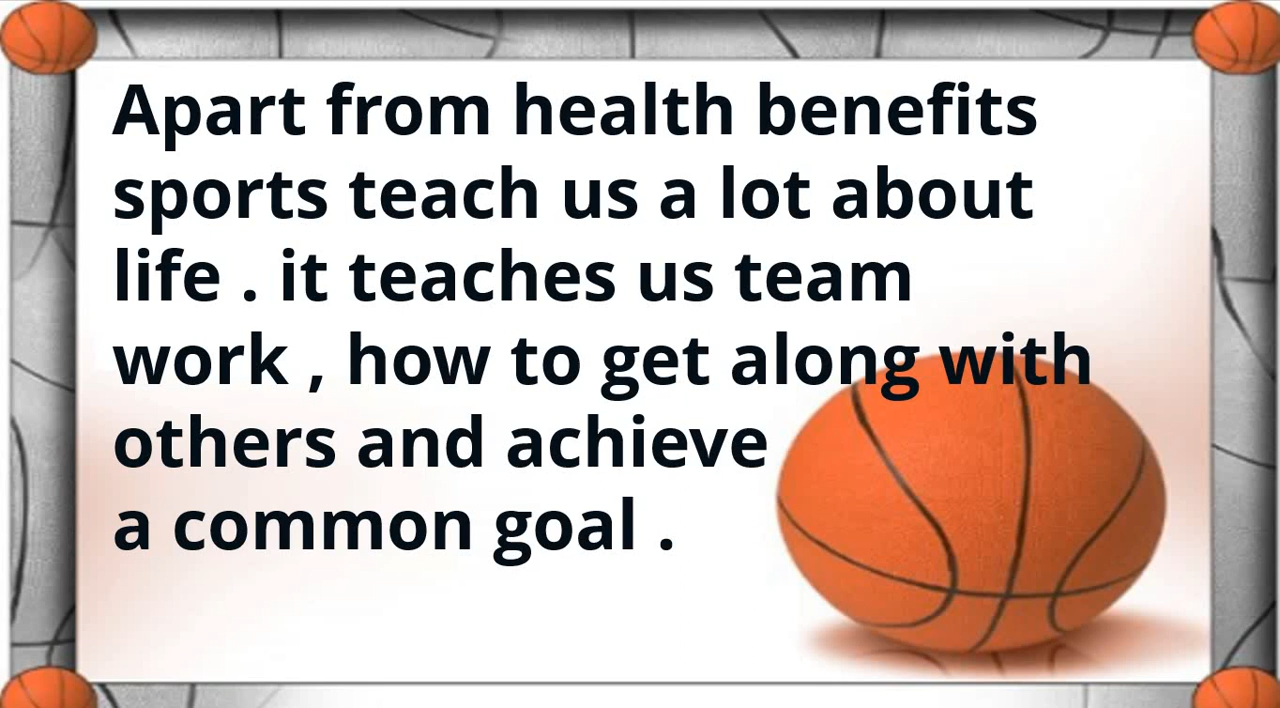 Apart from health benefits
sports teach us a lot about
life . it teaches us team
work , how to get along with
others and achieve
a common goal .